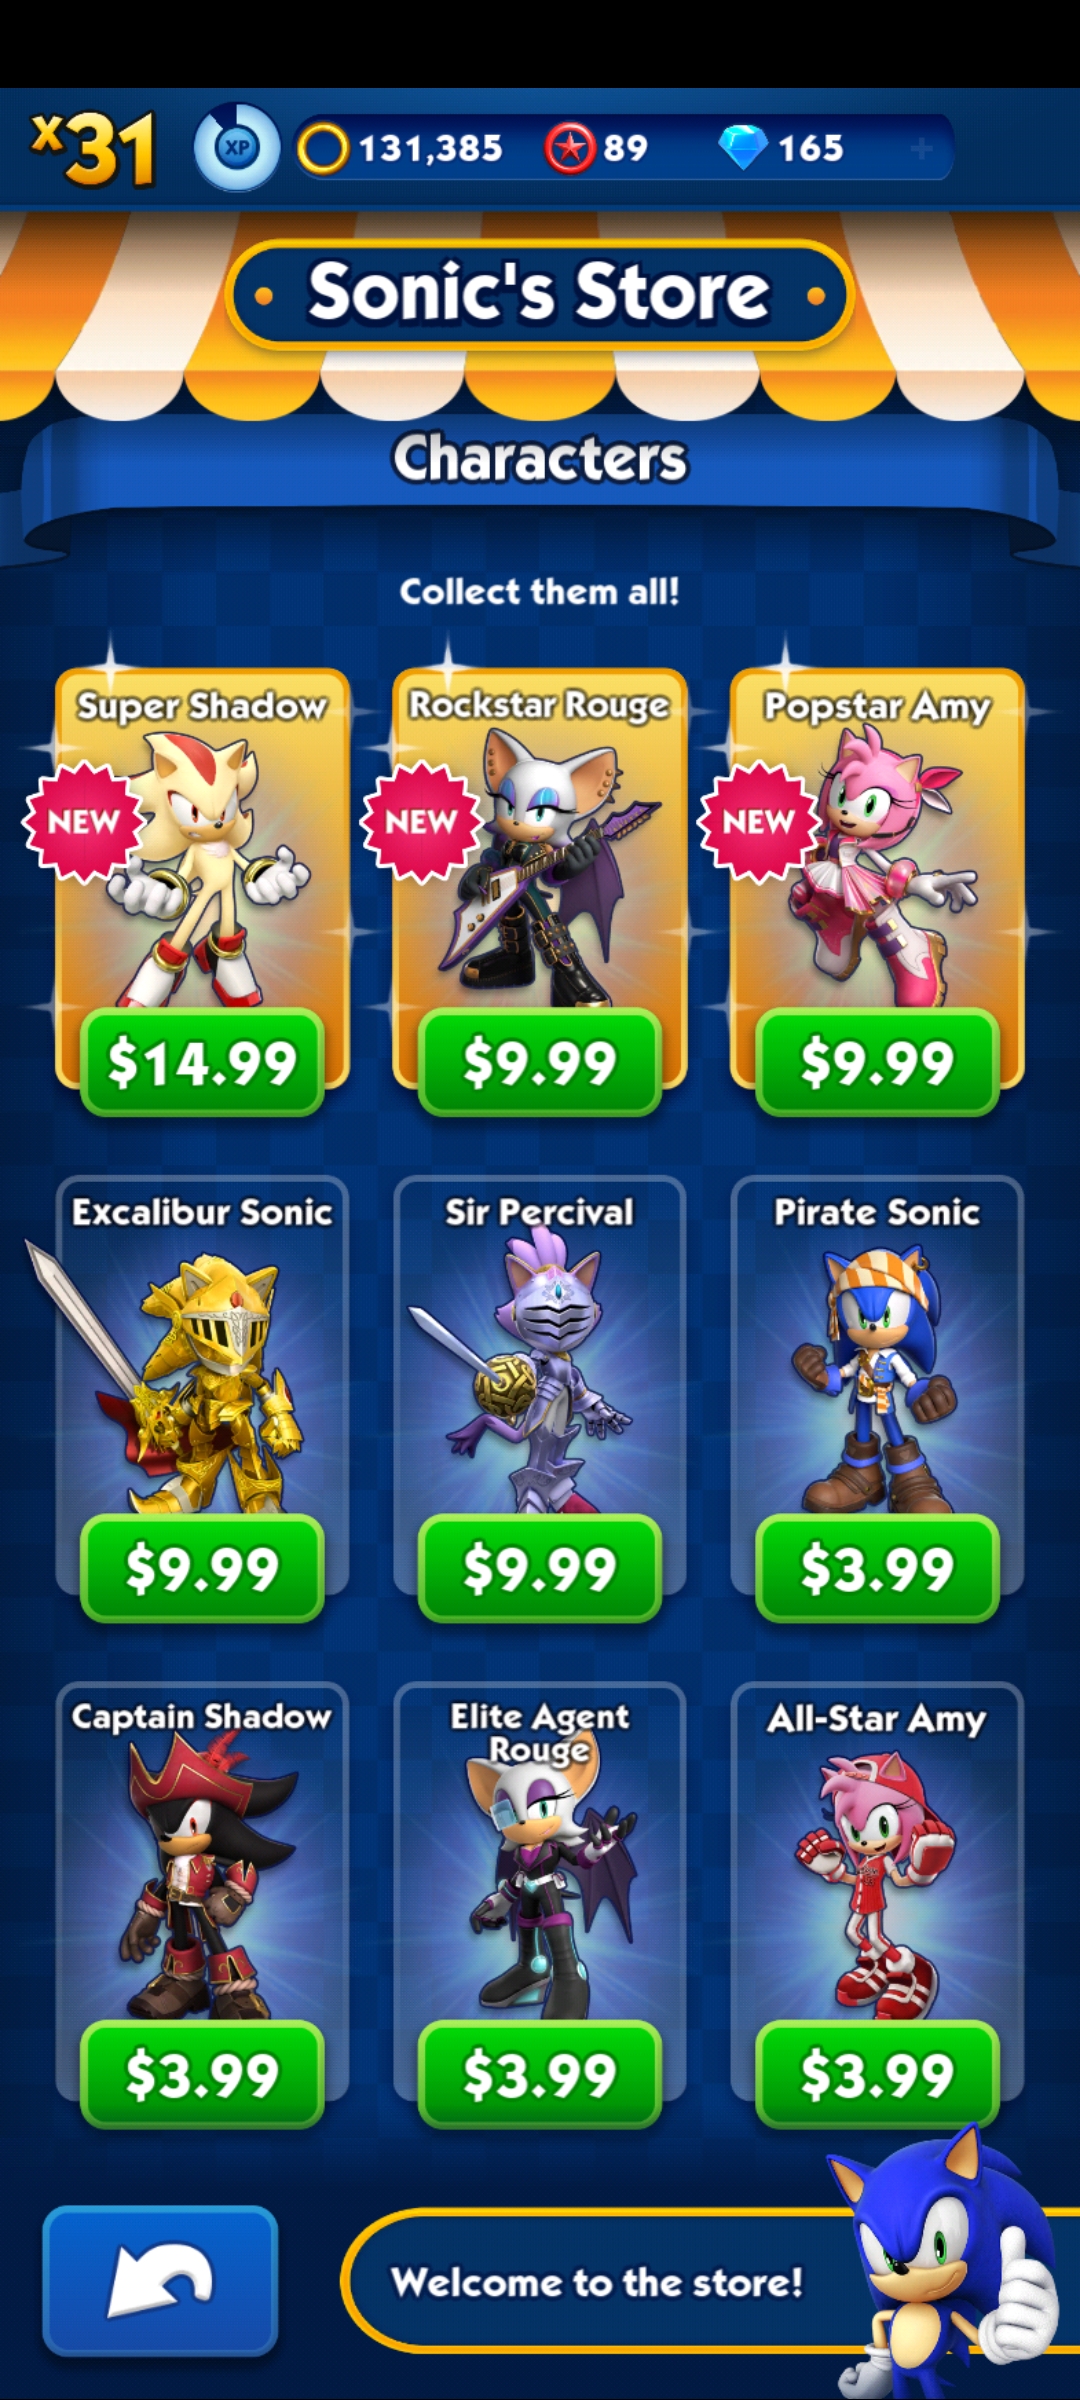 x31 XP 131,385 89 165
Sonic's Store
Characters
Collect them all!
Super Shadow
NEW
$14.99
Rockstar Rouge
NEW
$9.99
Popstar Amy
NEW
$9.99
Excalibur Sonic
$9.99
Sir Percival
$9.99
Pirate Sonic
$3.99
Captain Shadow
$3.99
Elite Agent
Rouge
$3.99
All-Star Amy
$3.99
Welcome to the store!